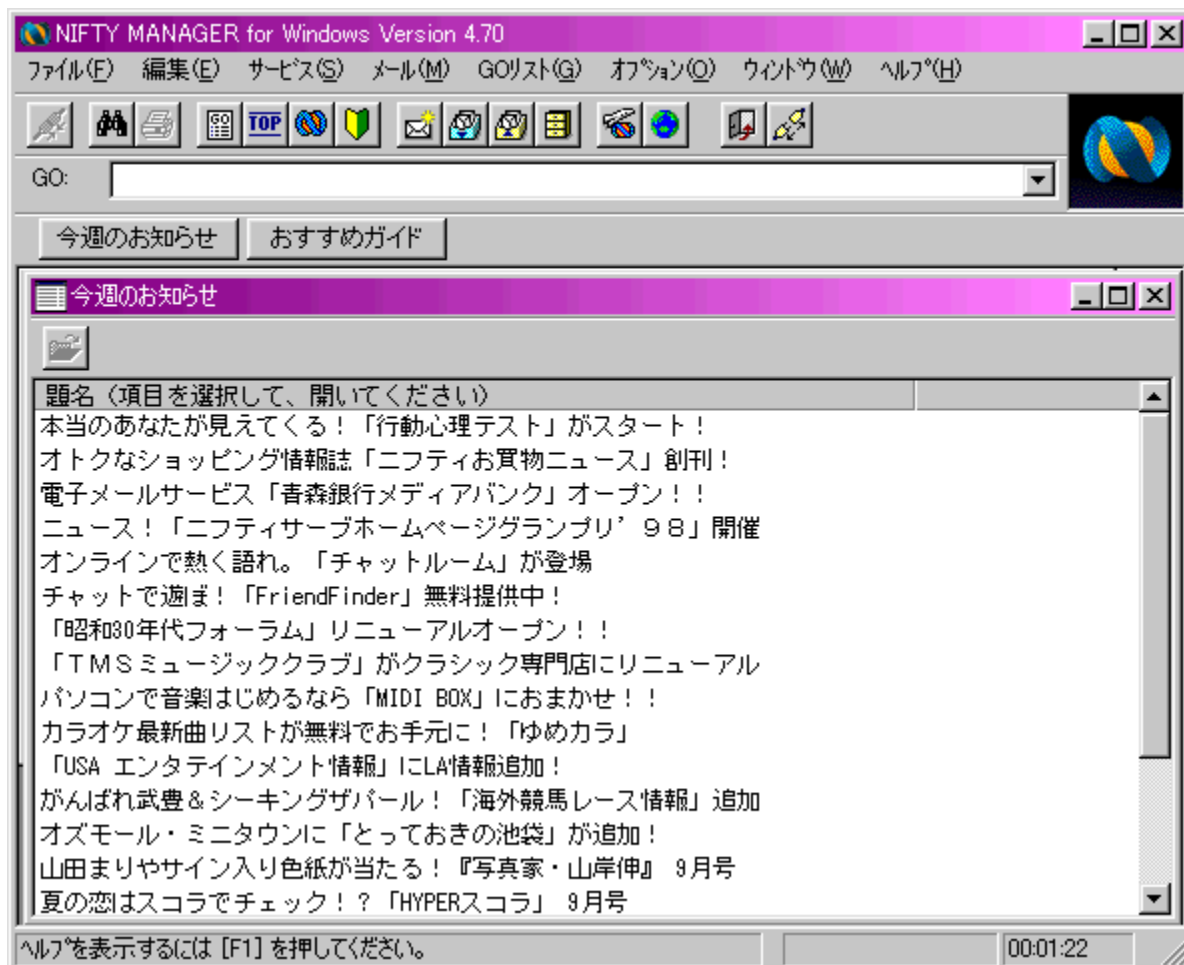 NIFTY MANAGER for Windows Version 4.70
ファイル(F) 編集(E) サービス(S) メール(M) GOリスト(G) オプション(O) ウィンドウ(W) ヘルプ(H)
TOP
GO:
今週のお知らせ おすすめガイド
今週のお知らせ
題名（項目を選択して、開いてください）
本当のあなたが見えてくる！「行動心理テスト」がスタート！
オトクなショッピング情報誌「ニフティお買物ニュース」創刊！
電子メールサービス「青森銀行メディアバンク」オープン！！
ニュース！「ニフティサーブホームページグランプリ’９８」開催
オンラインで熱く語れ。「チャットルーム」が登場
チャットで遊ぼ！「FriendFinder」無料提供中！
「昭和30年代フォーラム」リニューアルオープン！！
「ＴＭＳミュージッククラブ」がクラシック専門店にリニューアル
パソコンで音楽はじめるなら「MIDI BOX」におまかせ！！
カラオケ最新曲リストが無料でお手元に！「ゆめカラ」
「USA エンタテインメント情報」にLA情報追加！
がんばれ武豊＆シーキングザパール！「海外競馬レース情報」追加
オズモール・ミニタウンに「とっておきの池袋」が追加！
山田まりやサイン入り色紙が当たる！『写真家・山岸伸』 9月号
夏の恋はスコラでチェック！？「HYPERスコラ」 9月号
ヘルプを表示するには [F1] を押してください。 00:01:22